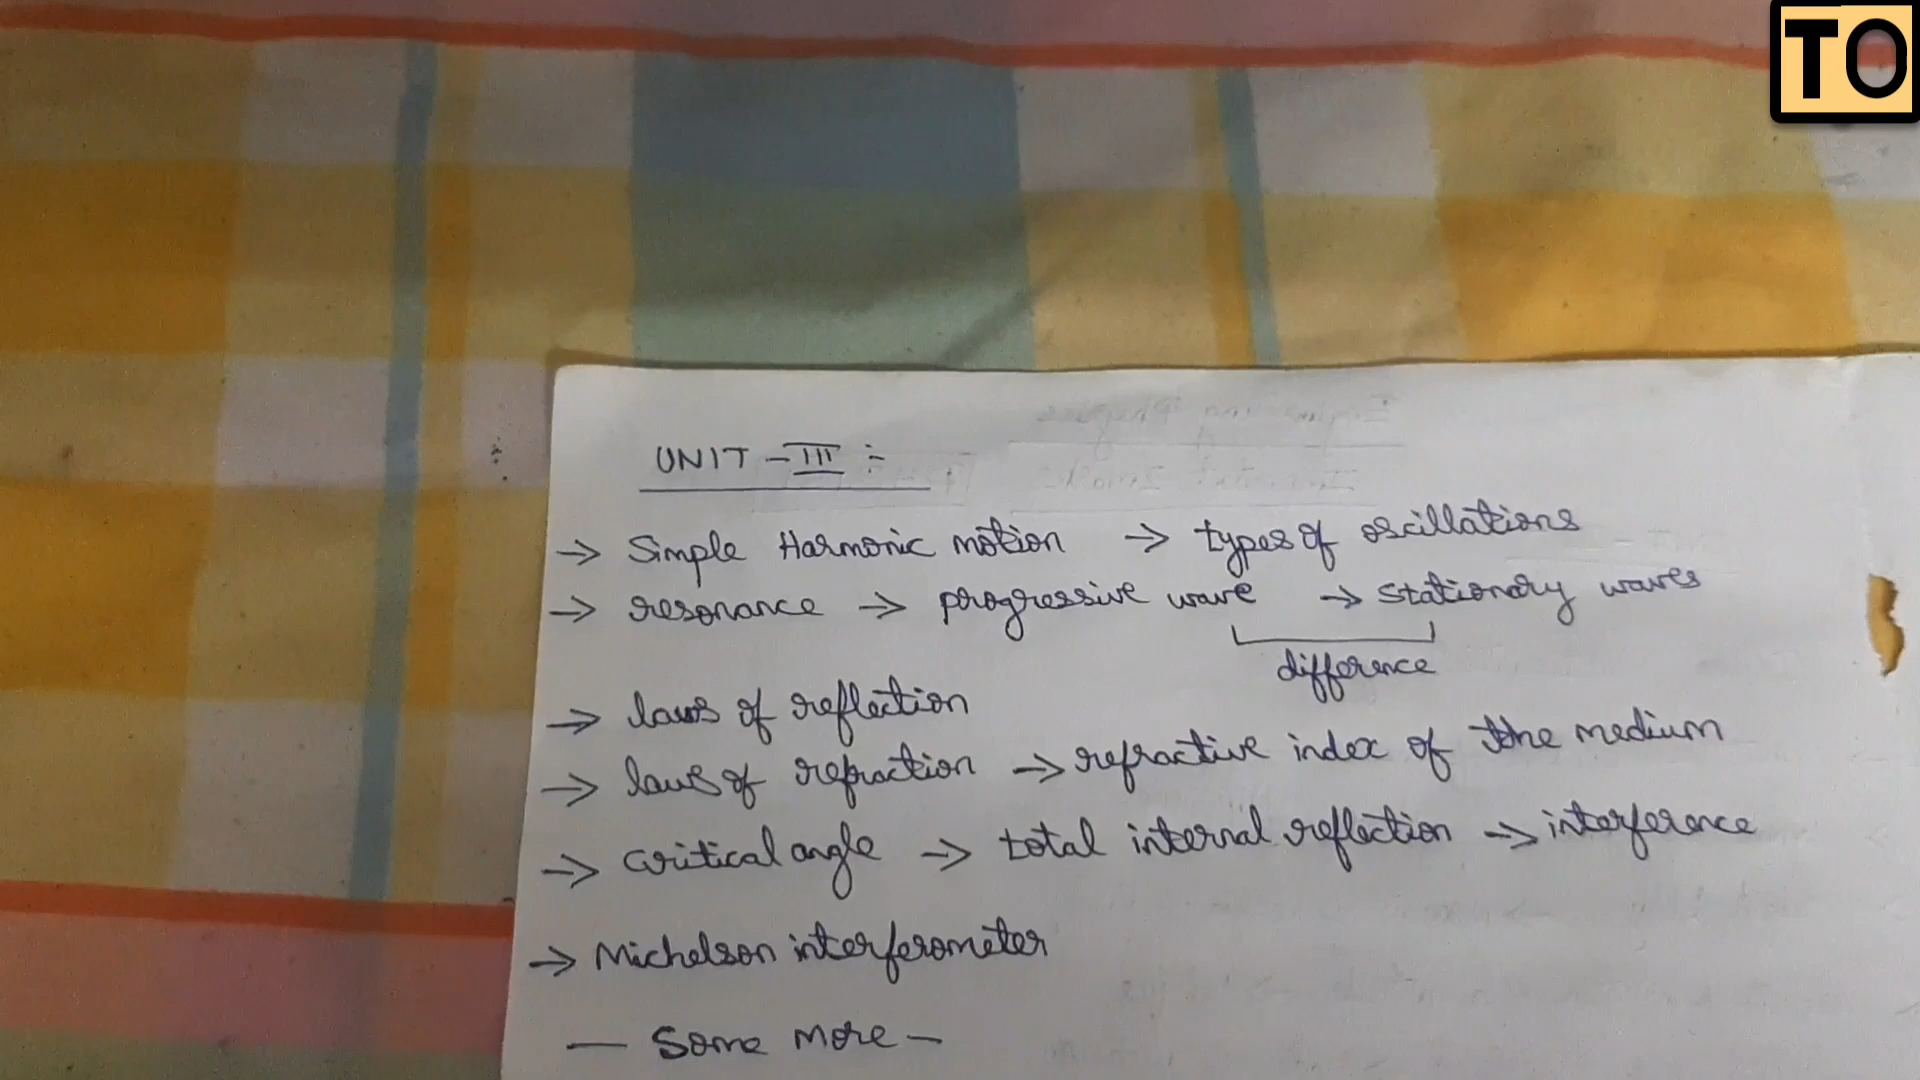 TO
UNIT - III :-
→ Simple Harmonic motion → types of oscillations
→ resonance → progressive wave → stationary waves
difference
→ laws of reflection
→ laws of refraction → refractive index of the medium
→ critical angle → total internal reflection → interference
→ Michelson interferometer
— Some more —